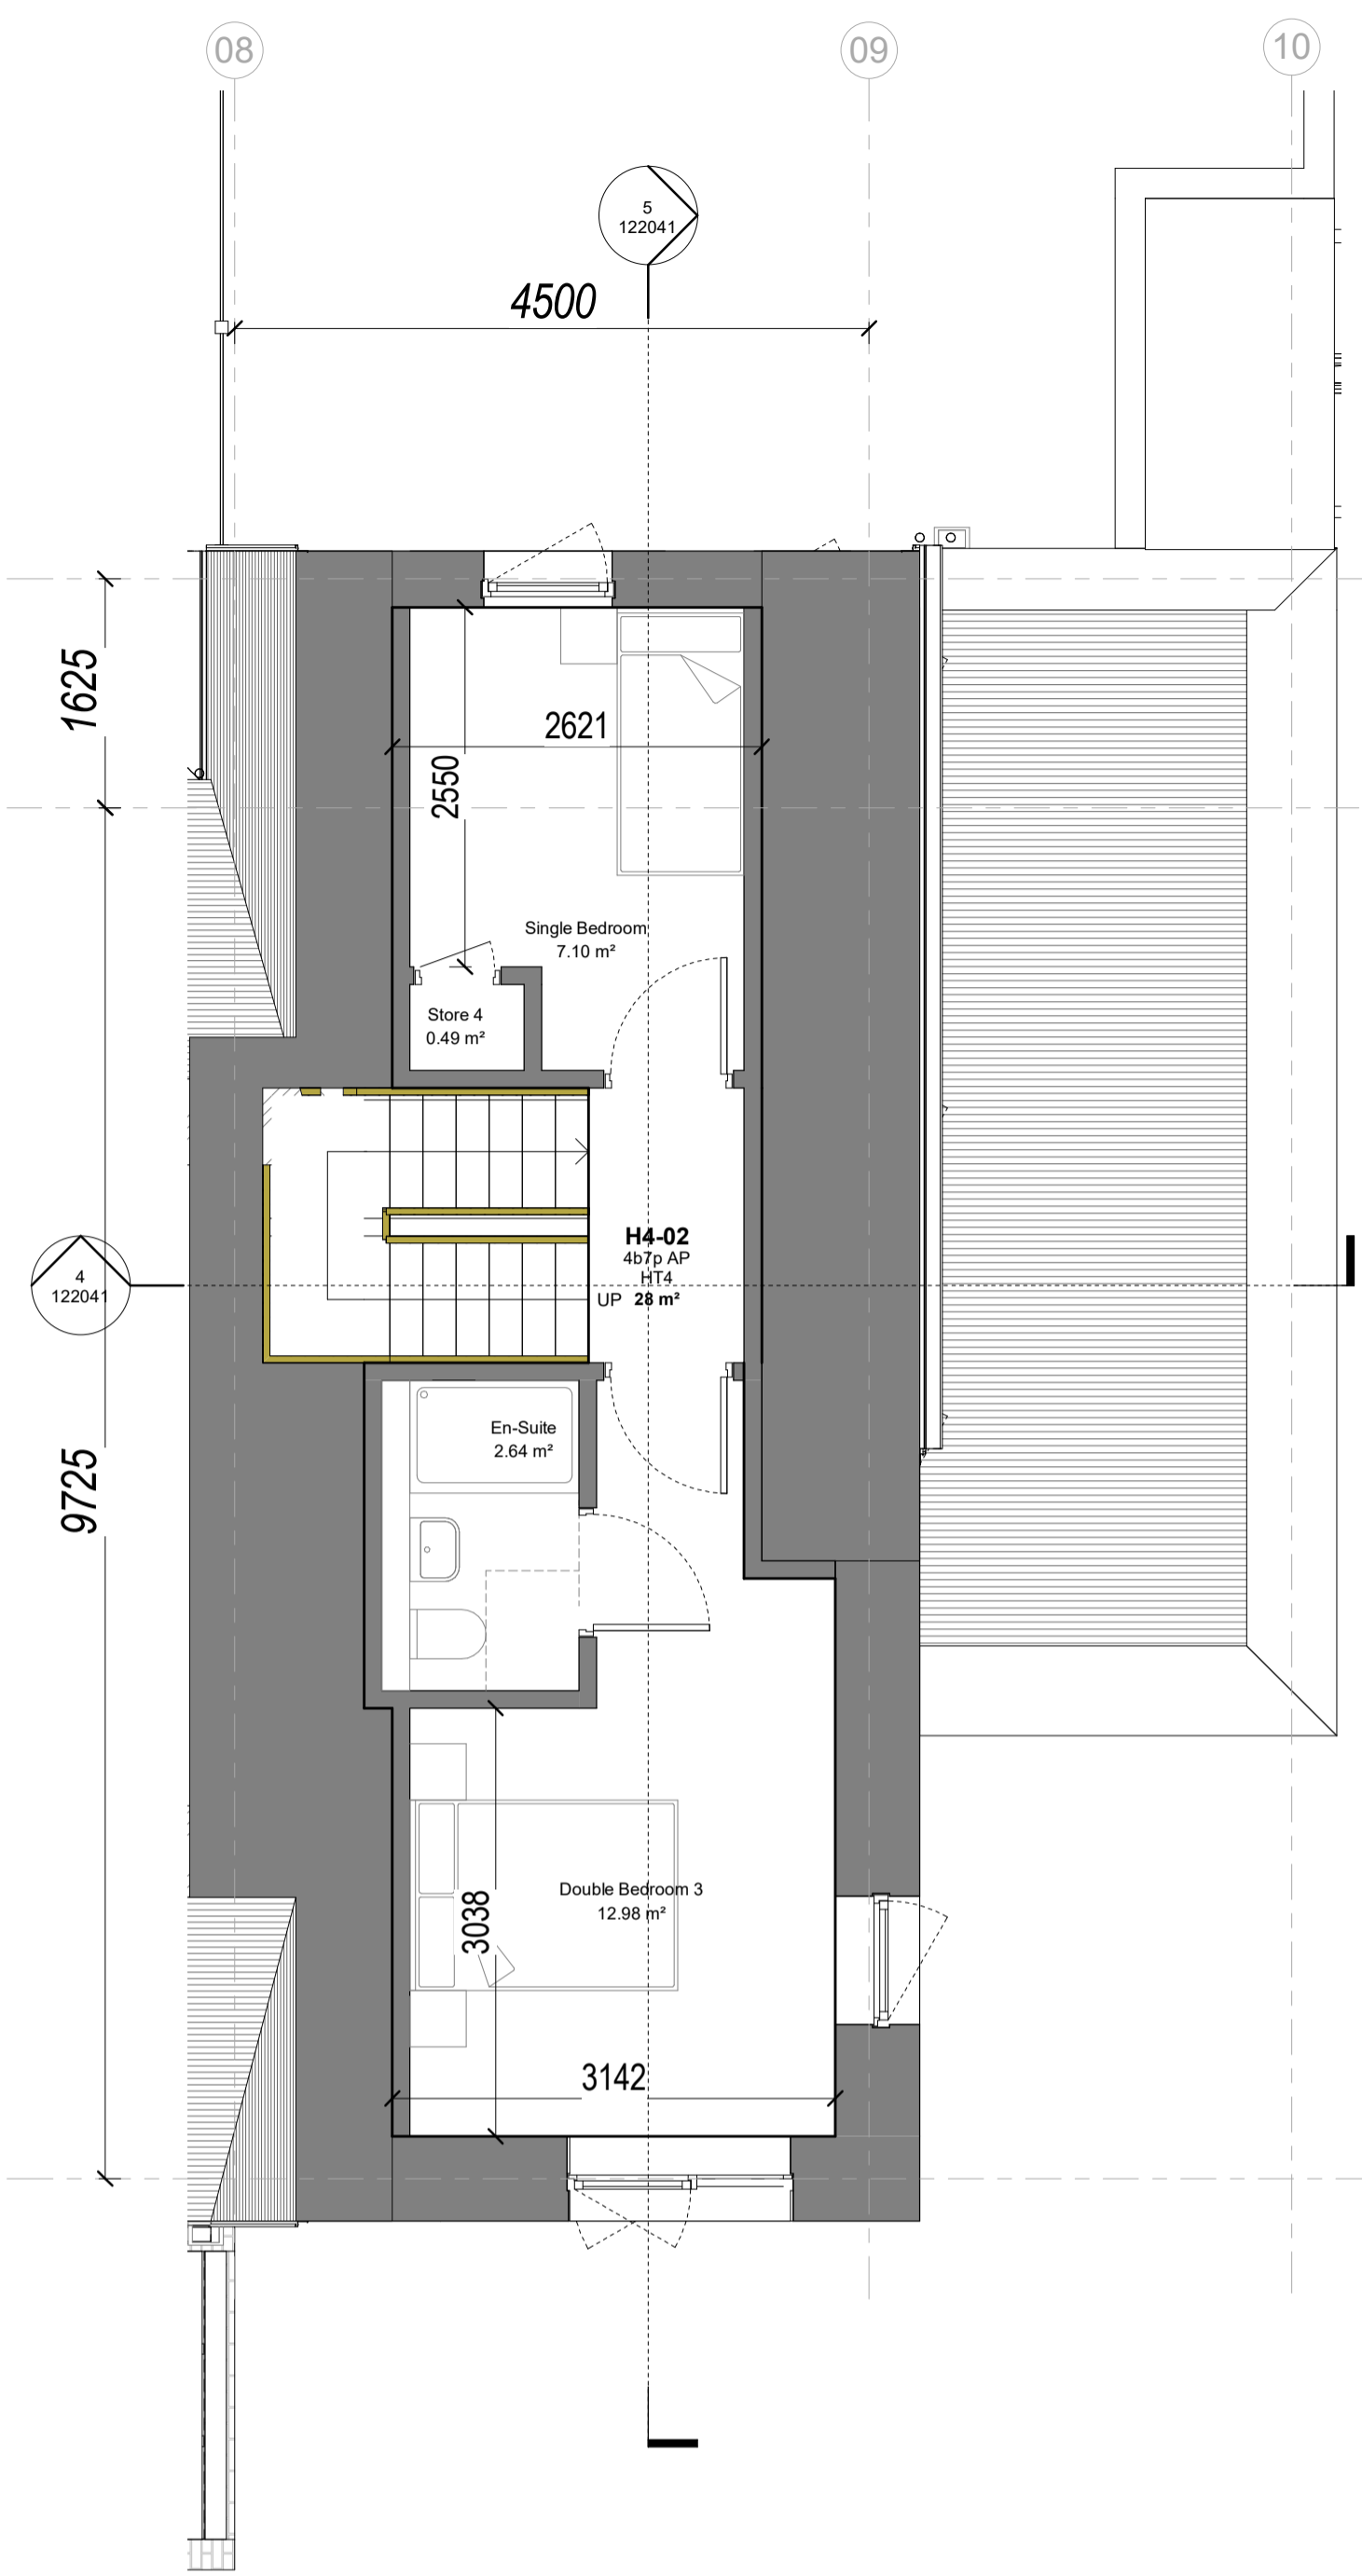 08
09
10
5
122041
4500
1625
2621
2550
Single Bedroom
7.10 m²
Store 4
0.49 m²
H4-02
4b7p AP
HT4
UP 28 m²
4
122041
En-Suite
2.64 m²
9725
Double Bedroom 3
12.98 m²
3038
3142